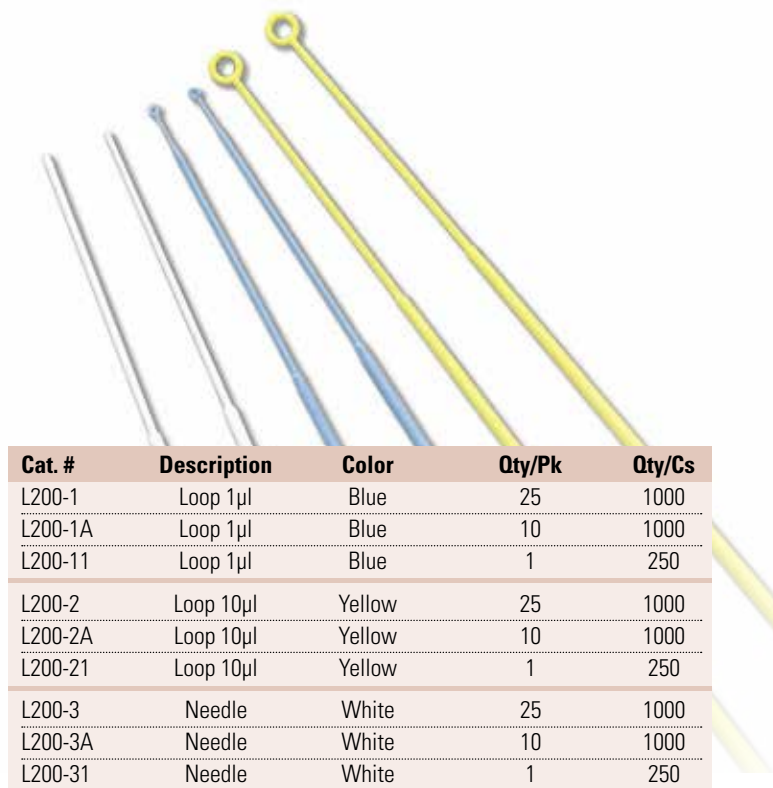 Cat. # Description Color Qty/Pk Qty/Cs
L200-1 Loop 1µl Blue 25 1000
L200-1A Loop 1µl Blue 10 1000
L200-11 Loop 1µl Blue 1 250
L200-2 Loop 10µl Yellow 25 1000
L200-2A Loop 10µl Yellow 10 1000
L200-21 Loop 10µl Yellow 1 250
L200-3 Needle White 25 1000
L200-3A Needle White 10 1000
L200-31 Needle White 1 250